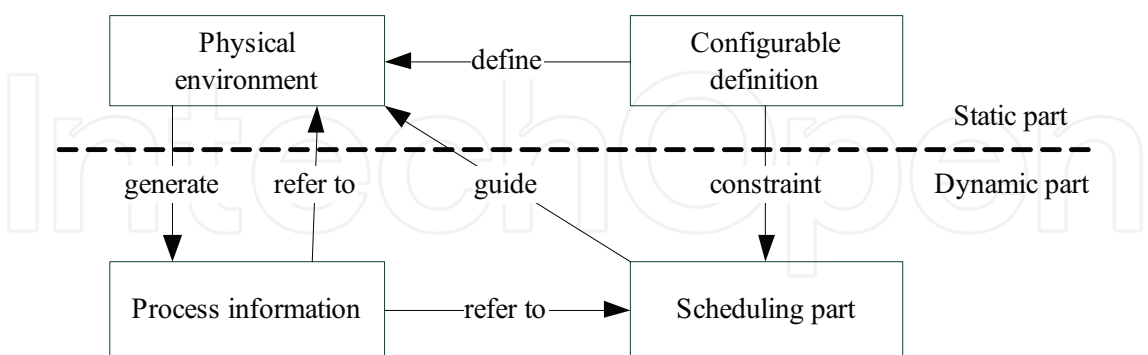 Physical
environment
define
Configurable
definition
Static part
generate
refer to
guide
constraint
Dynamic part
Process information
refer to
Scheduling part
IntechOpen